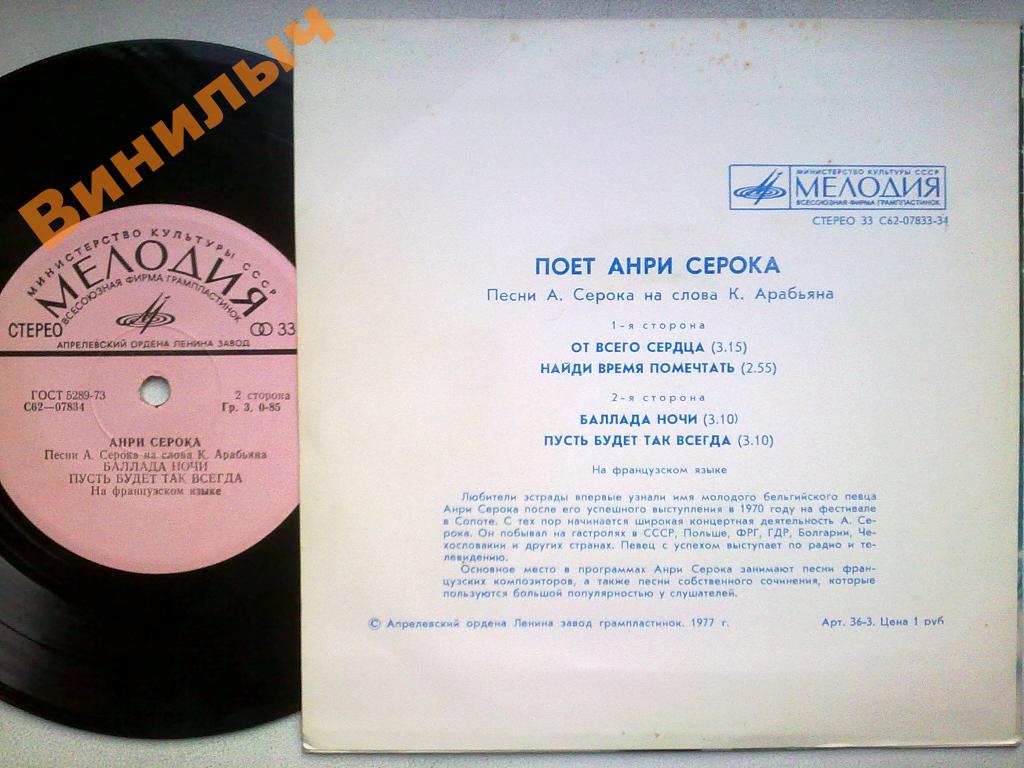 Винилыч
МИНИСТЕРСТВО КУЛЬТУРЫ СССР
МЕЛОДИЯ
ВСЕСОЮЗНАЯ ФИРМА ГРАМПЛАСТИНОК
СТЕРЕО 33
АПРЕЛЕВСКИЙ ОРДЕНА ЛЕНИНА ЗАВОД
ГОСТ 5289-73
2 сторона
С62—07834
Гр. 3, 0-85
АНРИ СЕРОКА
Песни А. Серока на слова К. Арабьяна
БАЛЛАДА НОЧИ
ПУСТЬ БУДЕТ ТАК ВСЕГДА
На французском языке
МИНИСТЕРСТВО КУЛЬТУРЫ СССР
МЕЛОДИЯ
ВСЕСОЮЗНАЯ ФИРМА ГРАМПЛАСТИНОК
СТЕРЕО 33 С62-07833-34
ПОЕТ АНРИ СЕРОКА
Песни А. Серока на слова К. Арабьяна
1-я сторона
ОТ ВСЕГО СЕРДЦА (3.15)
НАЙДИ ВРЕМЯ ПОМЕЧТАТЬ (2.55)
2-я сторона
БАЛЛАДА НОЧИ (3.10)
ПУСТЬ БУДЕТ ТАК ВСЕГДА (3.10)
На французском языке
Любители эстрады впервые узнали имя молодого бельгийского певца
Анри Серока после его успешного выступления в 1970 году на фестивале
в Сопоте. С тех пор начинается широкая концертная деятельность А. Се-
рока. Он побывал на гастролях в СССР, Польше, ФРГ, ГДР, Болгарии, Че-
хословакии и других странах. Певец с успехом выступает по радио и те-
левидению.
Основное место в программах Анри Серока занимают песни фран-
цузских композиторов, а также песни собственного сочинения, которые
пользуются большой популярностью у слушателей.
© Апрелевский ордена Ленина завод грампластинок. 1977 г.
Арт. 36-3. Цена 1 руб.